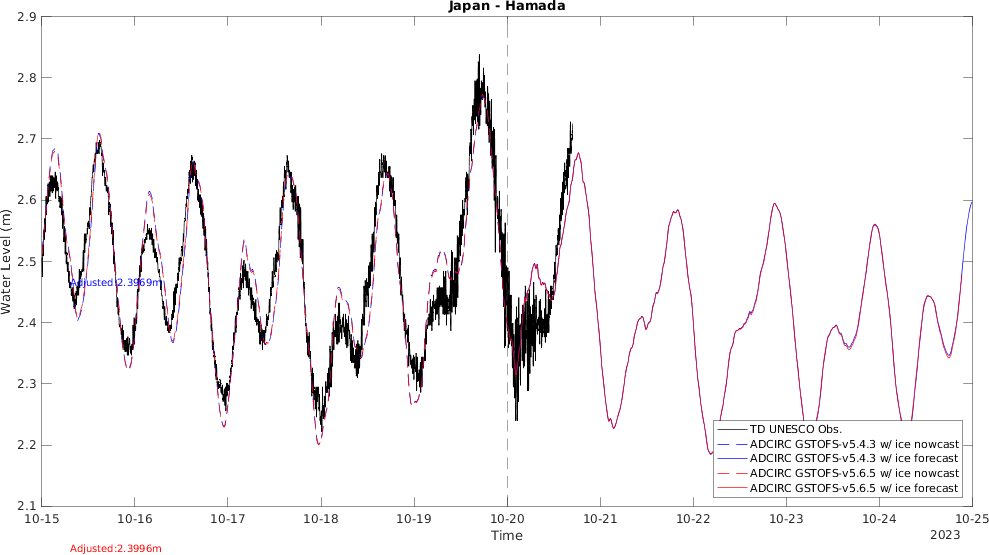 Japan - Hamada
2.9
2.8
2.7
2.6
2.5
2.4
2.3
2.2
2.1
Water Level (m)
Adjusted:2.3969m
TD UNESCO Obs.
ADCIRC GSTOFS-v5.4.3 w/ ice nowcast
ADCIRC GSTOFS-v5.4.3 w/ ice forecast
ADCIRC GSTOFS-v5.6.5 w/ ice nowcast
ADCIRC GSTOFS-v5.6.5 w/ ice forecast
10-15 10-16 10-17 10-18 10-19 10-20 10-21 10-22 10-23 10-24 10-25
Time
2023
Adjusted:2.3996m